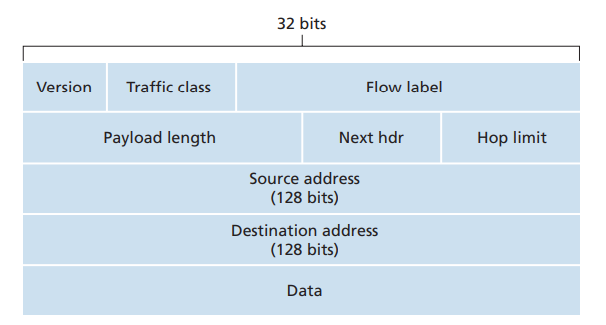 32 bits
Version Traffic class Flow label
Payload length Next hdr Hop limit
Source address
(128 bits)
Destination address
(128 bits)
Data